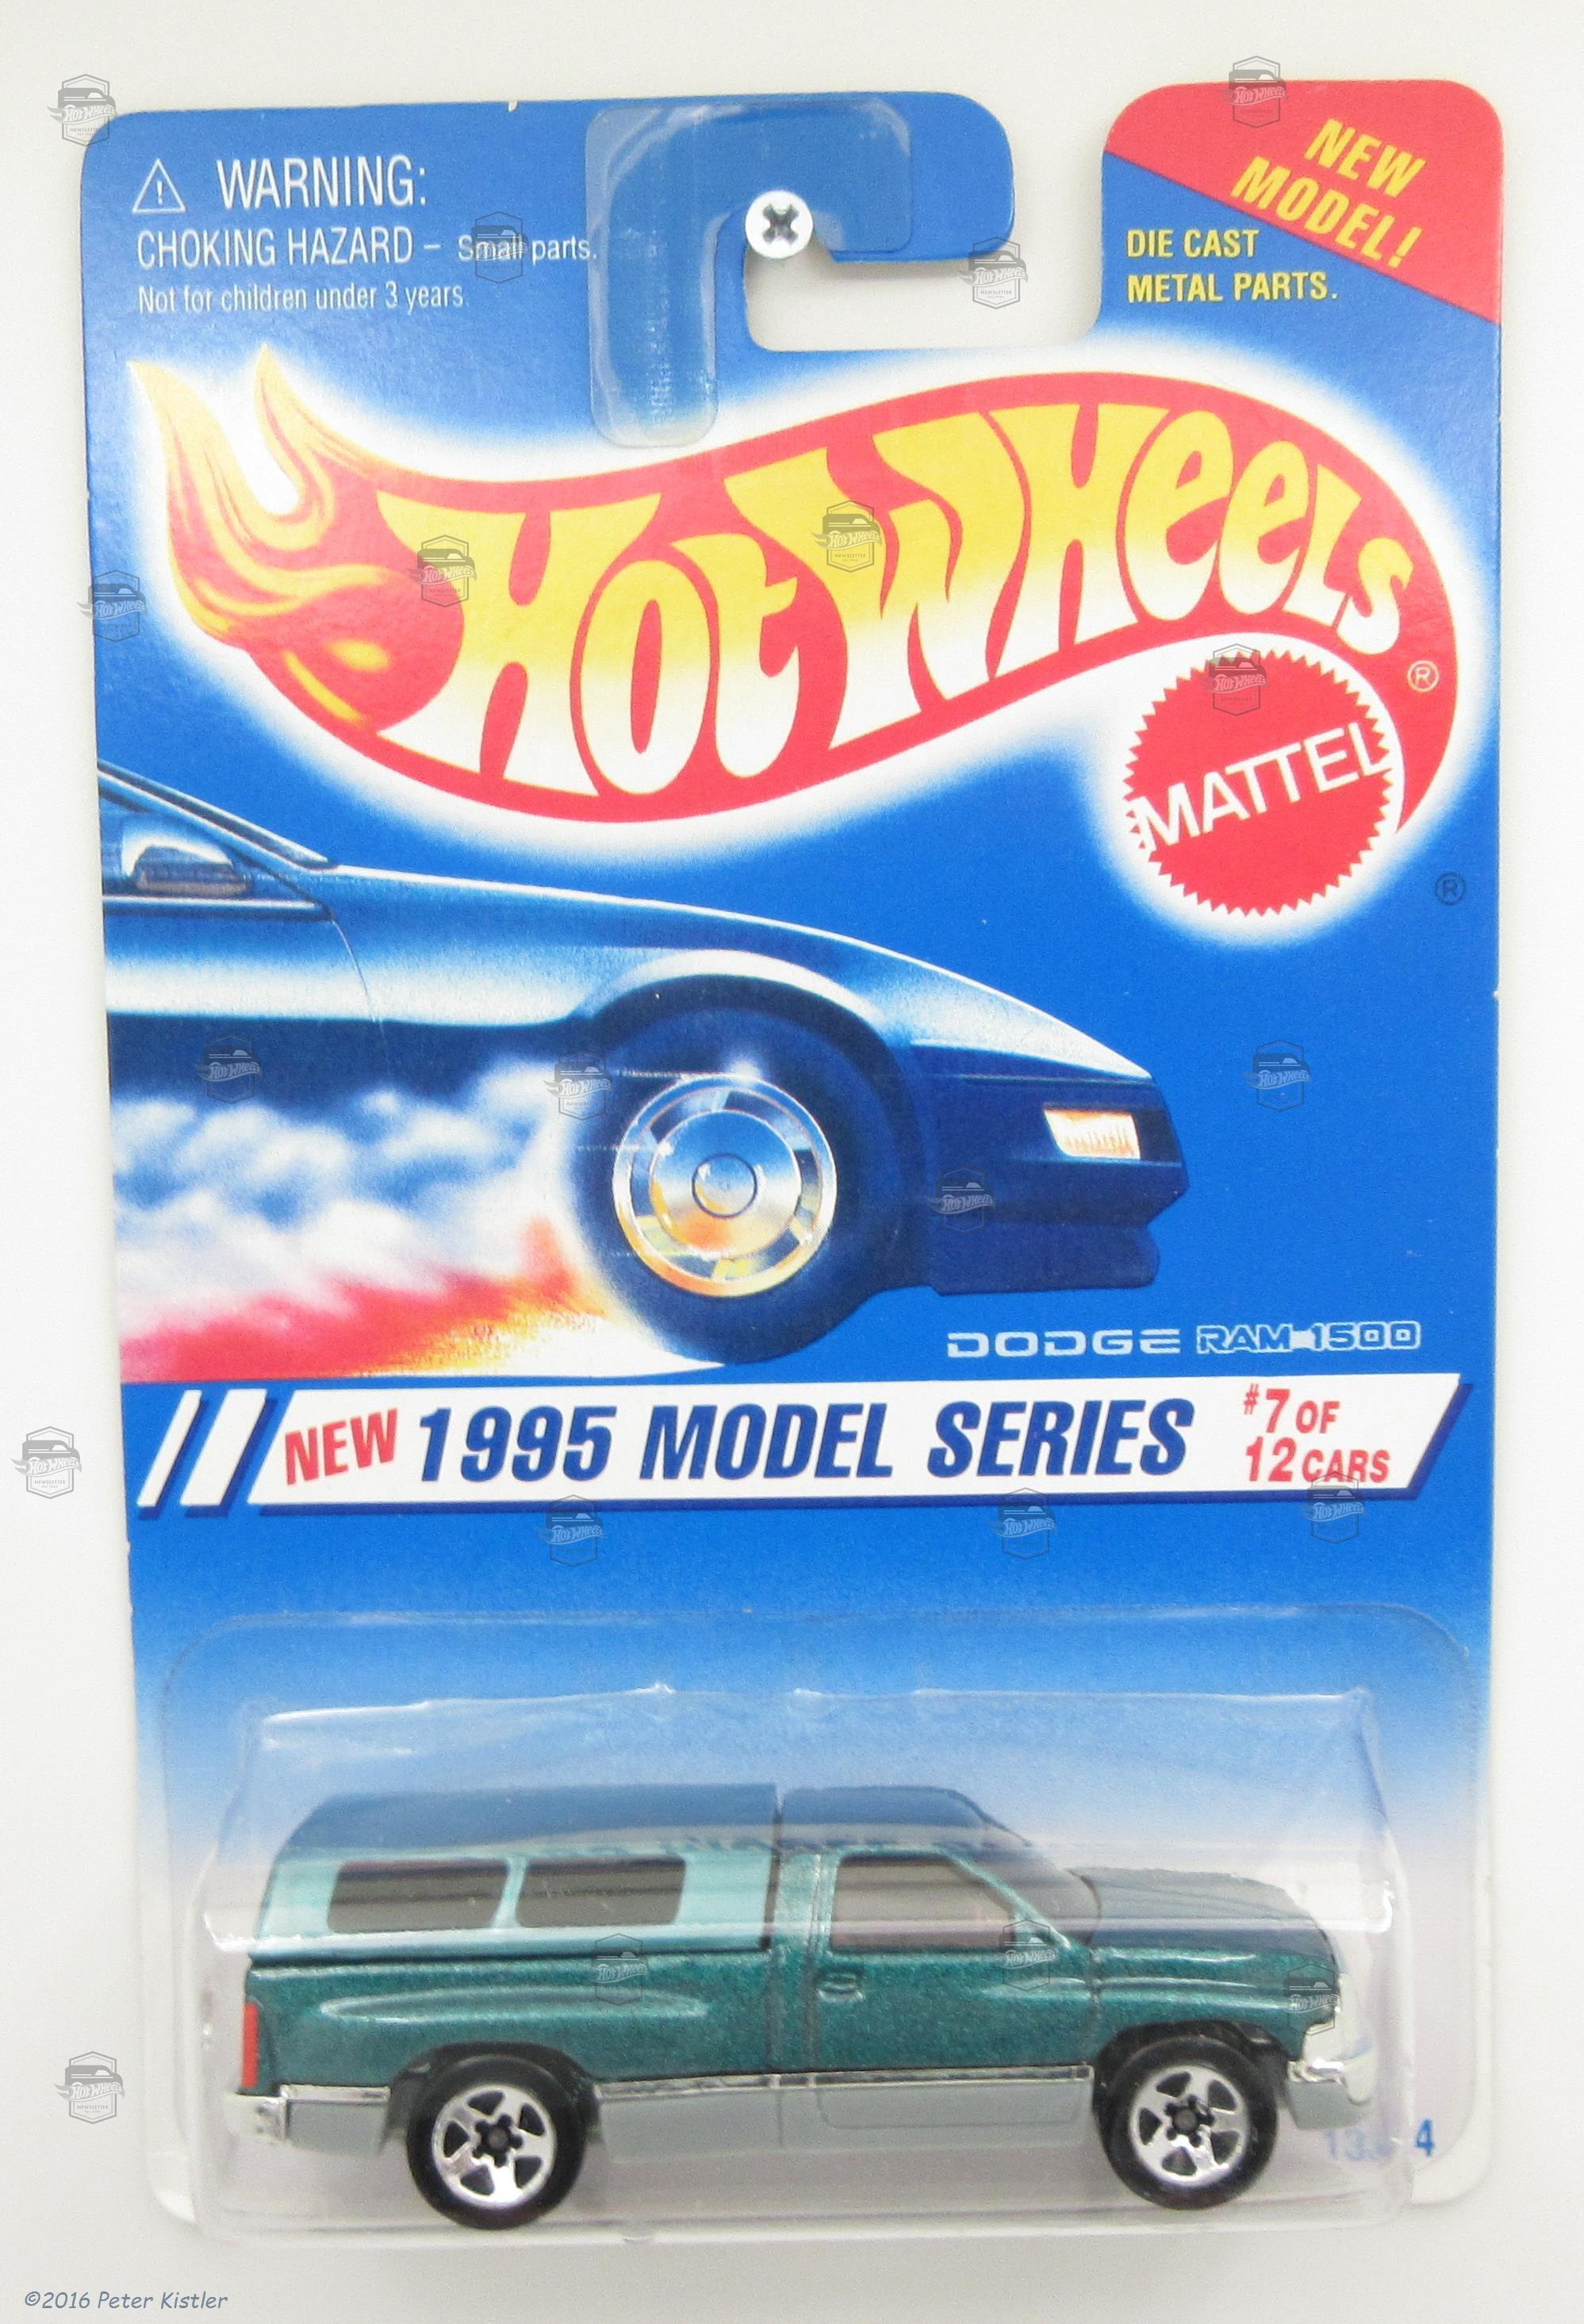 WARNING:
CHOKING HAZARD – Small parts.
Not for children under 3 years.
NEW
MODEL!
DIE CAST
METAL PARTS.
HOT WHEELS ®
MATTEL
®
DODGE RAM 1500
NEW 1995 MODEL SERIES
#7 OF
12 CARS
©2016 Peter Kistler